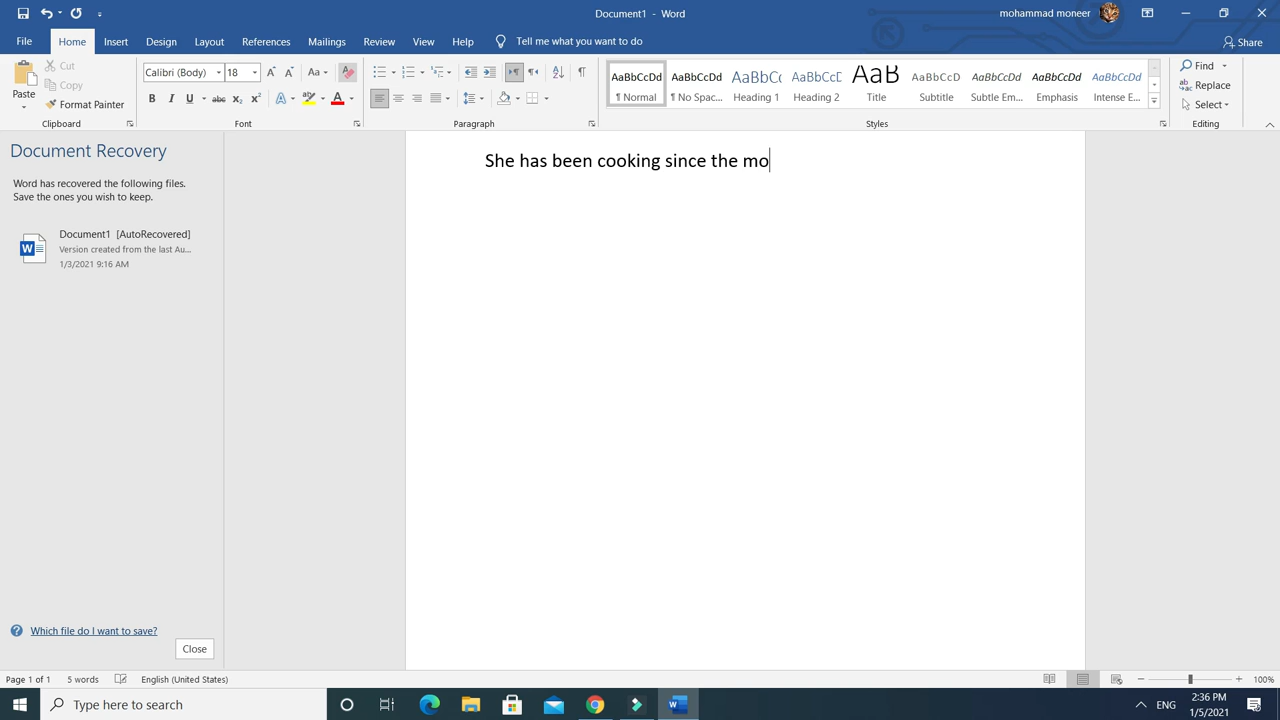 Document1 - Word
mohammad moneer
File Home Insert Design Layout References Mailings Review View Help Tell me what you want to do Share
Paste
Cut
Copy
Format Painter
Clipboard
Calibri (Body) 18
Font
Paragraph
AaBbCcDd AaBbCcDd AaBbCc AaBbCcD AaB AaBbCcD AaBbCcDd AaBbCcDd AaBbCcDd
¶ Normal ¶ No Spac... Heading 1 Heading 2 Title Subtitle Subtle Em... Emphasis Intense E...
Styles
Find
Replace
Select
Editing
Document Recovery
Word has recovered the following files.
Save the ones you wish to keep.
Document1 [AutoRecovered]
Version created from the last Au...
1/3/2021 9:16 AM
She has been cooking since the mo
Which file do I want to save?
Close
Page 1 of 1 5 words English (United States) 100%
Type here to search
ENG
2:36 PM
1/5/2021